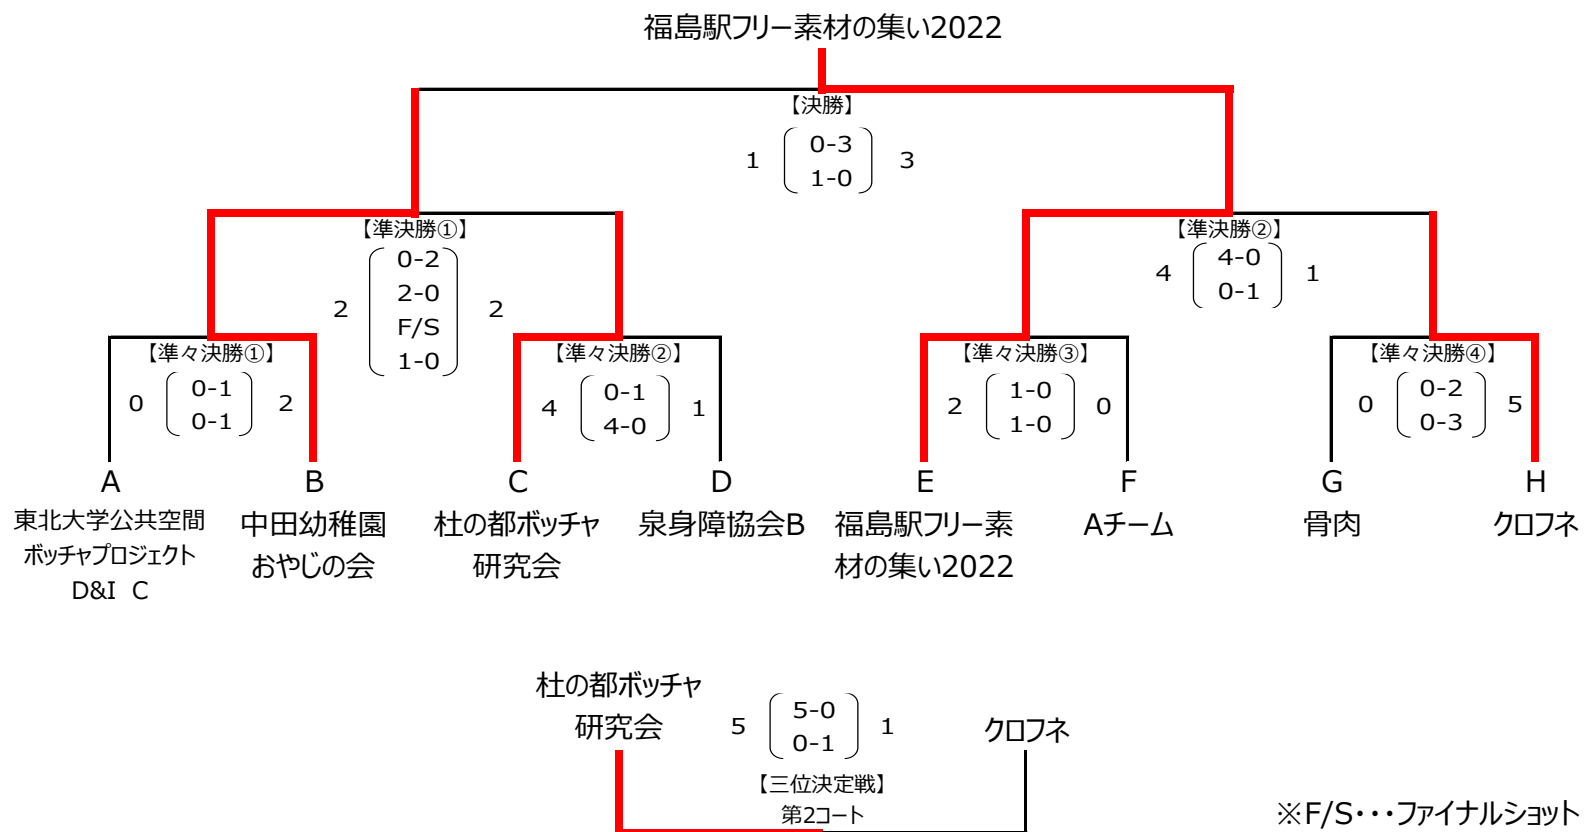 福島駅フリー素材の集い2022
【決勝】
1 0-3 3
1-0
【準決勝①】
0-2
2-0
2 2
F/S
1-0
【準決勝②】
4 4-0 1
0-1
【準々決勝①】
0 0-1 2
0-1
【準々決勝②】
4 0-1 1
4-0
【準々決勝③】
2 1-0 0
1-0
【準々決勝④】
0 0-2 5
0-3
A
東北大学公共空間
ボッチャプロジェクト
D&I C
B
中田幼稚園
おやじの会
C
杜の都ボッチャ
研究会
D
泉身障協会B
E
福島駅フリー素
材の集い2022
F
Aチーム
G
骨肉
H
クロフネ
杜の都ボッチャ
研究会
5 5-0 1
0-1
クロフネ
【三位決定戦】
第2コート
※F/S・・・ファイナルショット